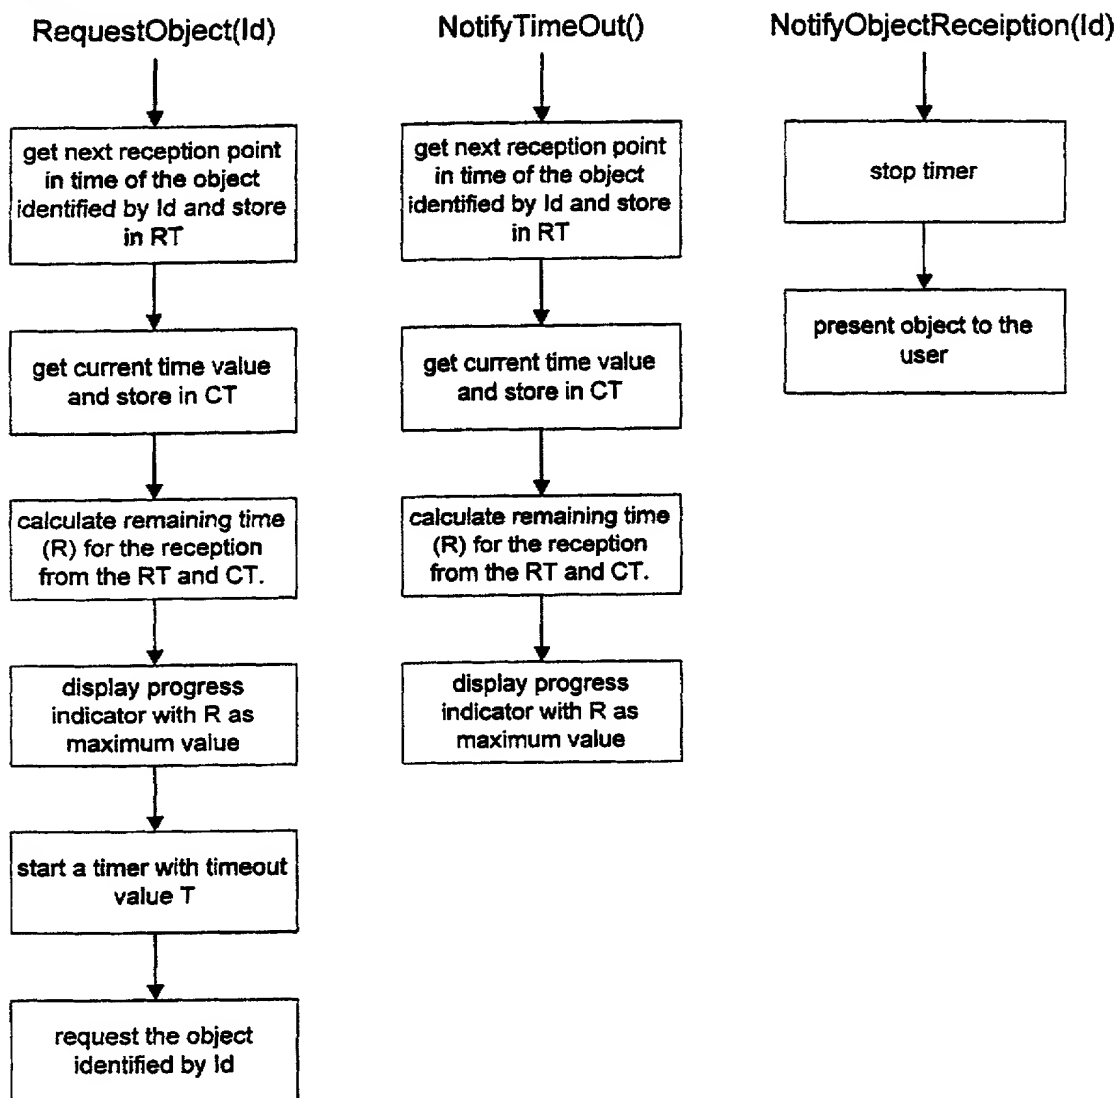 RequestObject(Id)
get next reception point
in time of the object
identified by Id and store
in RT
get current time value
and store in CT
calculate remaining time
(R) for the reception
from the RT and CT.
display progress
indicator with R as
maximum value
start a timer with timeout
value T
request the object
identified by Id
NotifyTimeOut()
get next reception point
in time of the object
identified by Id and store
in RT
get current time value
and store in CT
calculate remaining time
(R) for the reception
from the RT and CT.
display progress
indicator with R as
maximum value
NotifyObjectReceiption(Id)
stop timer
present object to the
user